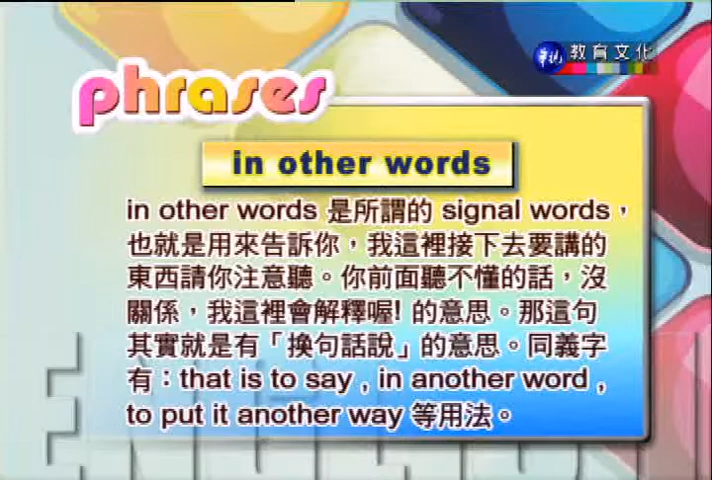 華視 教育文化
phrases
in other words
in other words 是所謂的 signal words，
也就是用來告訴你，我這裡接下去要講的
東西請你注意聽。你前面聽不懂的話，沒
關係，我這裡會解釋喔! 的意思。那這句
其實就是有「換句話說」的意思。同義字
有：that is to say , in another word ,
to put it another way 等用法。
ENGLISH